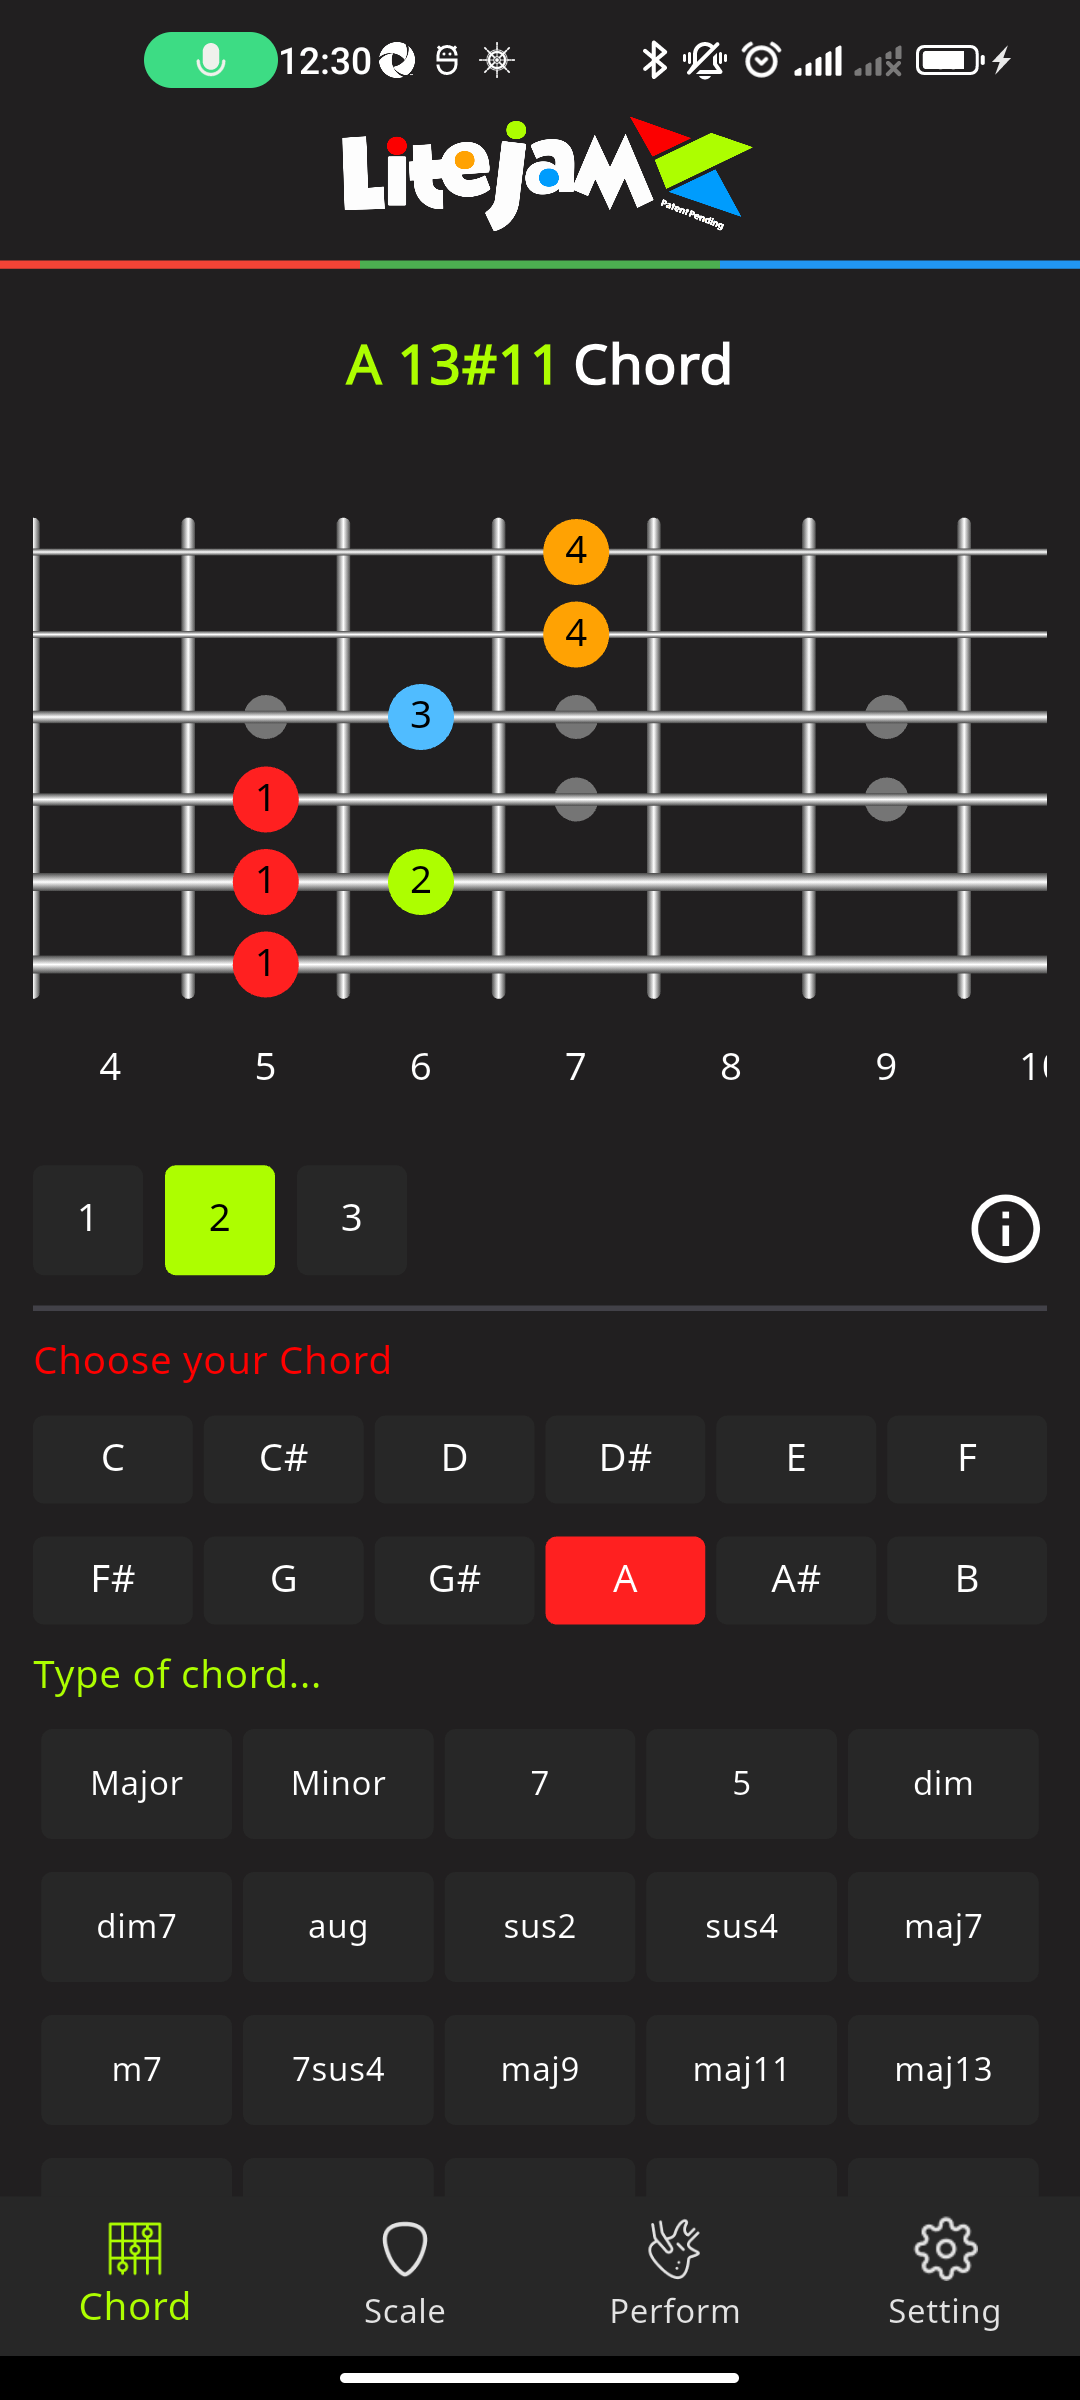 12:30
Litejam
Patent Pending
A 13#11 Chord
4
4
3
1
1 2
1
4 5 6 7 8 9
1 2 3
Choose your Chord
C C# D D# E F
F# G G# A A# B
Type of chord...
Major Minor 7 5 dim
dim7 aug sus2 sus4 maj7
m7 7sus4 maj9 maj11 maj13
Chord Scale Perform Setting